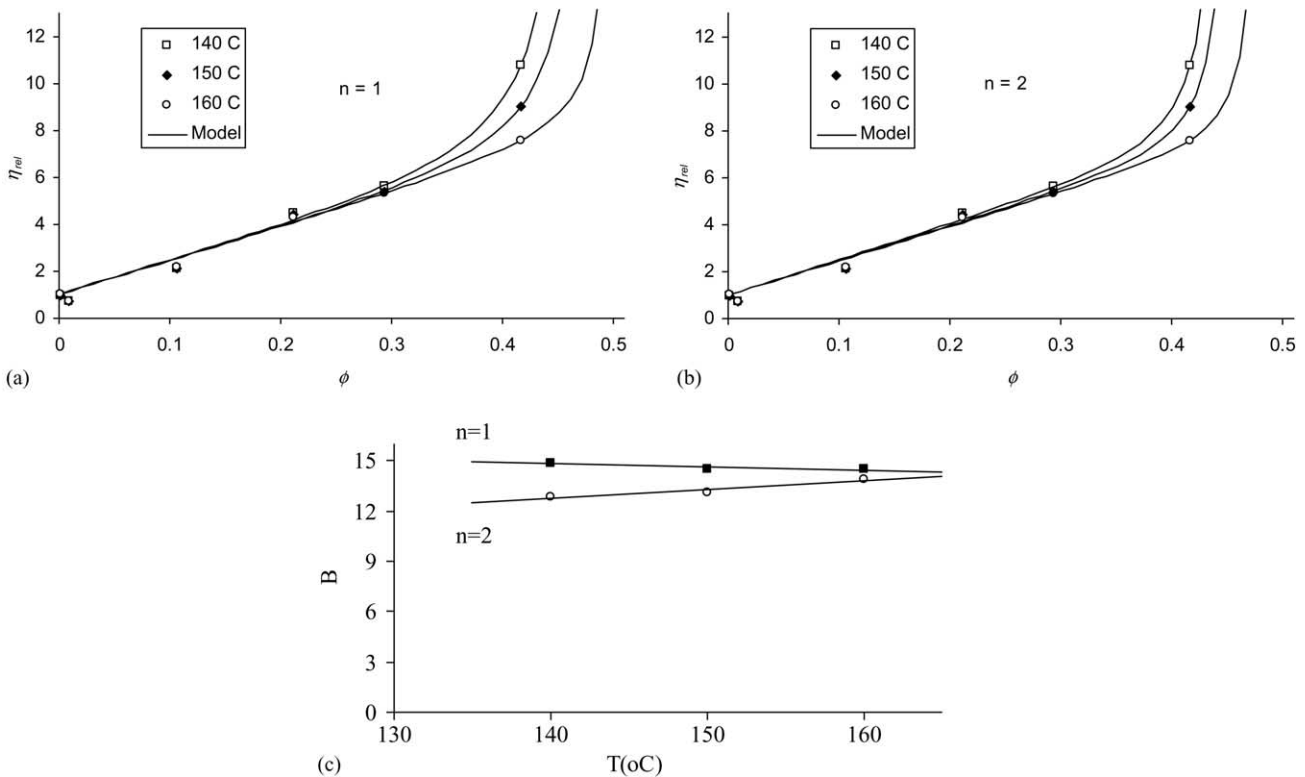 12
10
8
6
4
2
0
η_rel
140 C
150 C
160 C
Model
n = 1
0 0.1 0.2 0.3 0.4 0.5
(a) ϕ
12
10
8
6
4
2
0
η_rel
140 C
150 C
160 C
Model
n = 2
0 0.1 0.2 0.3 0.4 0.5
(b) ϕ
n=1
n=2
15
12
9
6
3
0
B
130 140 150 160
(c) T(oC)